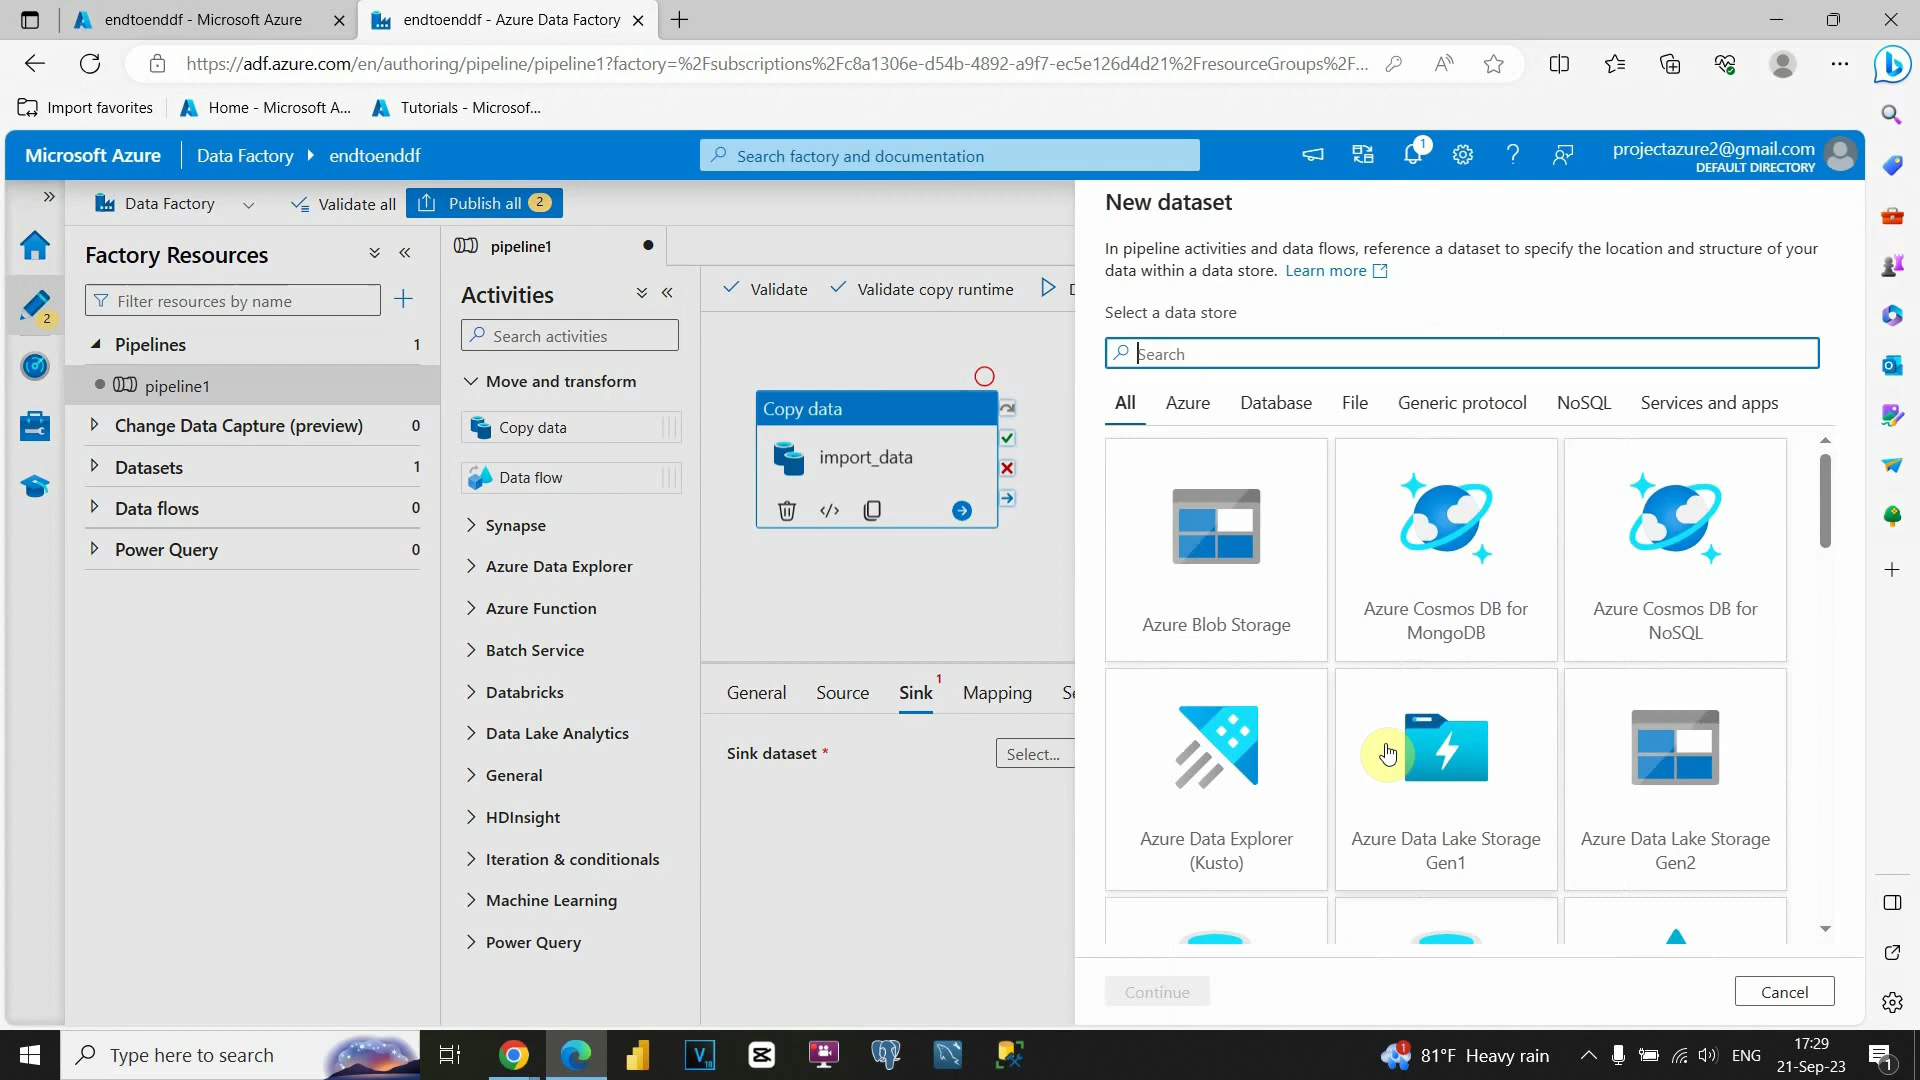 endtoenddf - Microsoft Azure
endtoenddf - Azure Data Factory
https://adf.azure.com/en/authoring/pipeline/pipeline1?factory=%2Fsubscriptions%2Fc8a1306e-d54b-4892-a9f7-ec5e126d4d21%2FresourceGroups%2F...
Import favorites
Home - Microsoft A...
Tutorials - Microsof...
Microsoft Azure
Data Factory
endtoenddf
Search factory and documentation
1
projectazure2@gmail.com
DEFAULT DIRECTORY
Data Factory
Validate all
Publish all 2
2
Factory Resources
Filter resources by name
Pipelines 1
pipeline1
Change Data Capture (preview) 0
Datasets 1
Data flows 0
Power Query 0
pipeline1
Activities
Search activities
Move and transform
Copy data
Data flow
Synapse
Azure Data Explorer
Azure Function
Batch Service
Databricks
Data Lake Analytics
General
HDInsight
Iteration & conditionals
Machine Learning
Power Query
Validate
Validate copy runtime
D
Copy data
import_data
General
Source
Sink 1
Mapping
Se
Sink dataset *
Select...
New dataset
In pipeline activities and data flows, reference a dataset to specify the location and structure of your
data within a data store. Learn more
Select a data store
Search
All
Azure
Database
File
Generic protocol
NoSQL
Services and apps
Azure Blob Storage
Azure Cosmos DB for
MongoDB
Azure Cosmos DB for
NoSQL
Azure Data Explorer
(Kusto)
Azure Data Lake Storage
Gen1
Azure Data Lake Storage
Gen2
Continue
Cancel
Type here to search
V 18
1
81°F Heavy rain
ENG
17:29
21-Sep-23
1